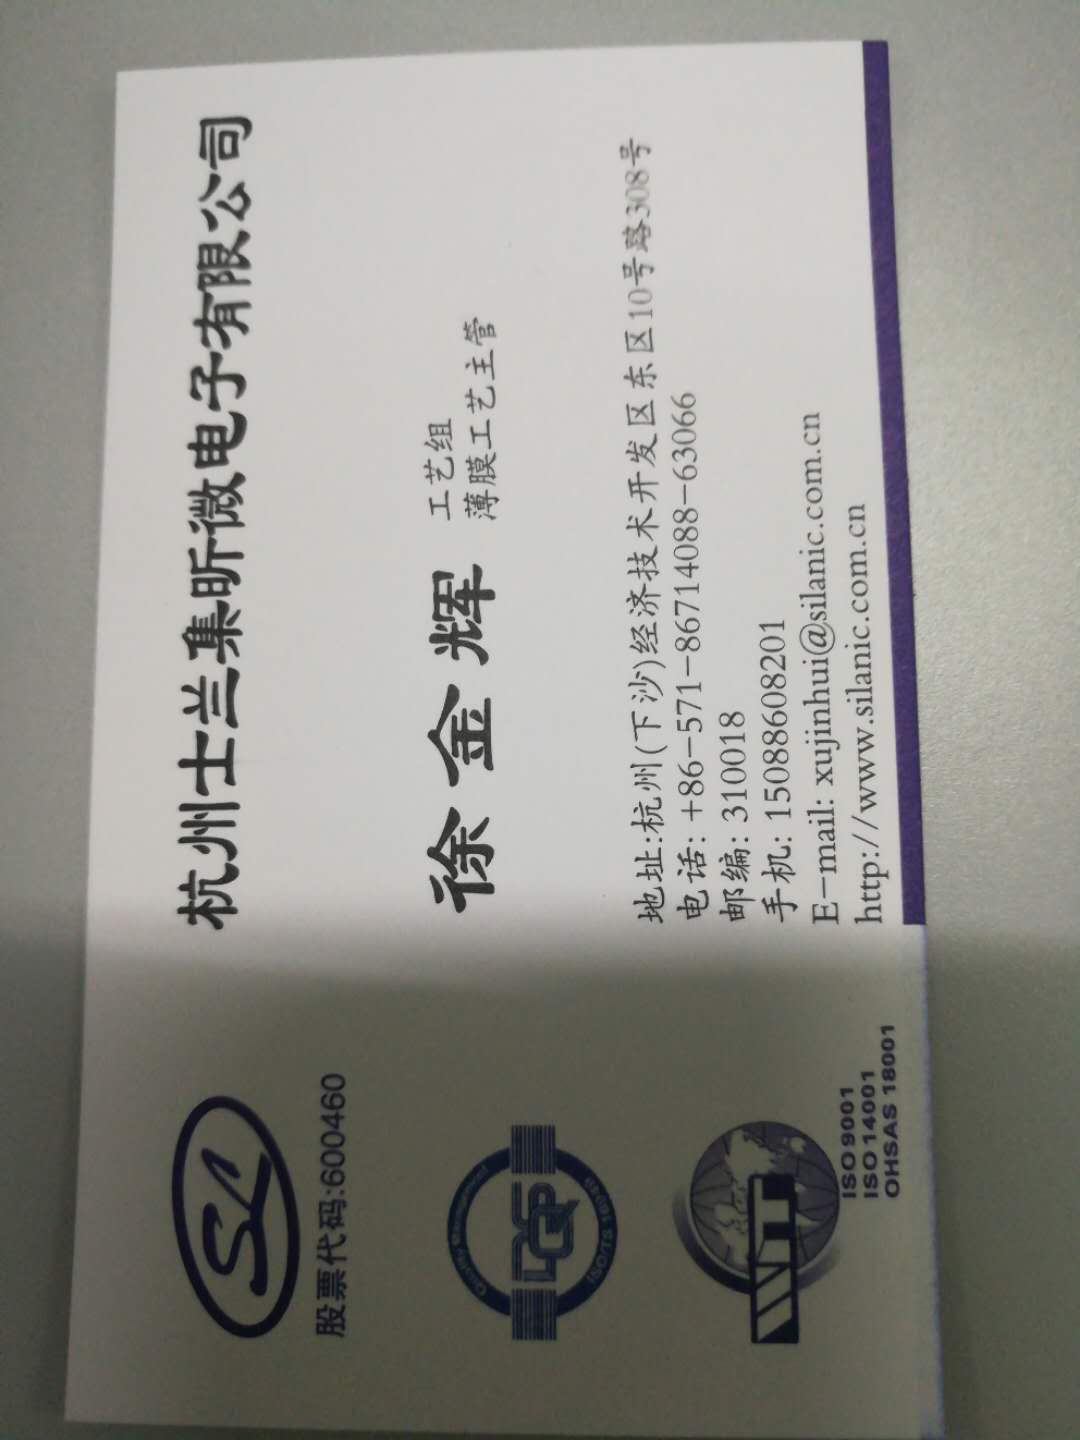 杭州士兰集昕微电子有限公司
徐金辉
工艺组
薄膜工艺主管
地址:杭州(下沙)经济技术开发区东区10号路308号
电话: +86-571-86714088-63066
邮编: 310018
手机: 15088608201
E-mail: xujinhui@silanic.com.cn
http://www.silanic.com.cn
股票代码:600460
Quality Management
DQS
ISO/TS 16949
ISO 9001
ISO 14001
OHSAS 18001